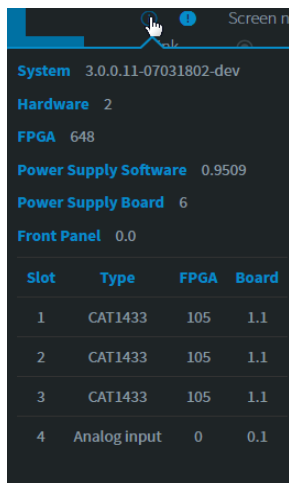 Screen n
System 3.0.0.11-07031802-dev
Hardware 2
FPGA 648
Power Supply Software 0.9509
Power Supply Board 6
Front Panel 0.0
Slot Type FPGA Board
1 CAT1433 105 1.1
2 CAT1433 105 1.1
3 CAT1433 105 1.1
4 Analog input 0 0.1